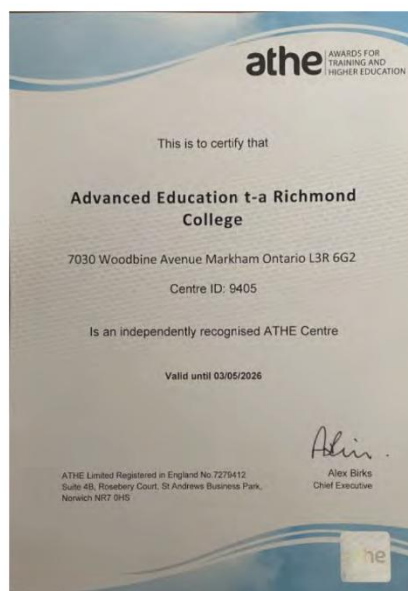 athe AWARDS FOR
TRAINING AND
HIGHER EDUCATION
This is to certify that
Advanced Education t-a Richmond
College
7030 Woodbine Avenue Markham Ontario L3R 6G2
Centre ID: 9405
Is an independently recognised ATHE Centre
Valid until 03/05/2026
Alex Birks
Chief Executive
ATHE Limited Registered in England No 7279412
Suite 4B, Rosebery Court, St Andrews Business Park,
Norwich NR7 0HS
he